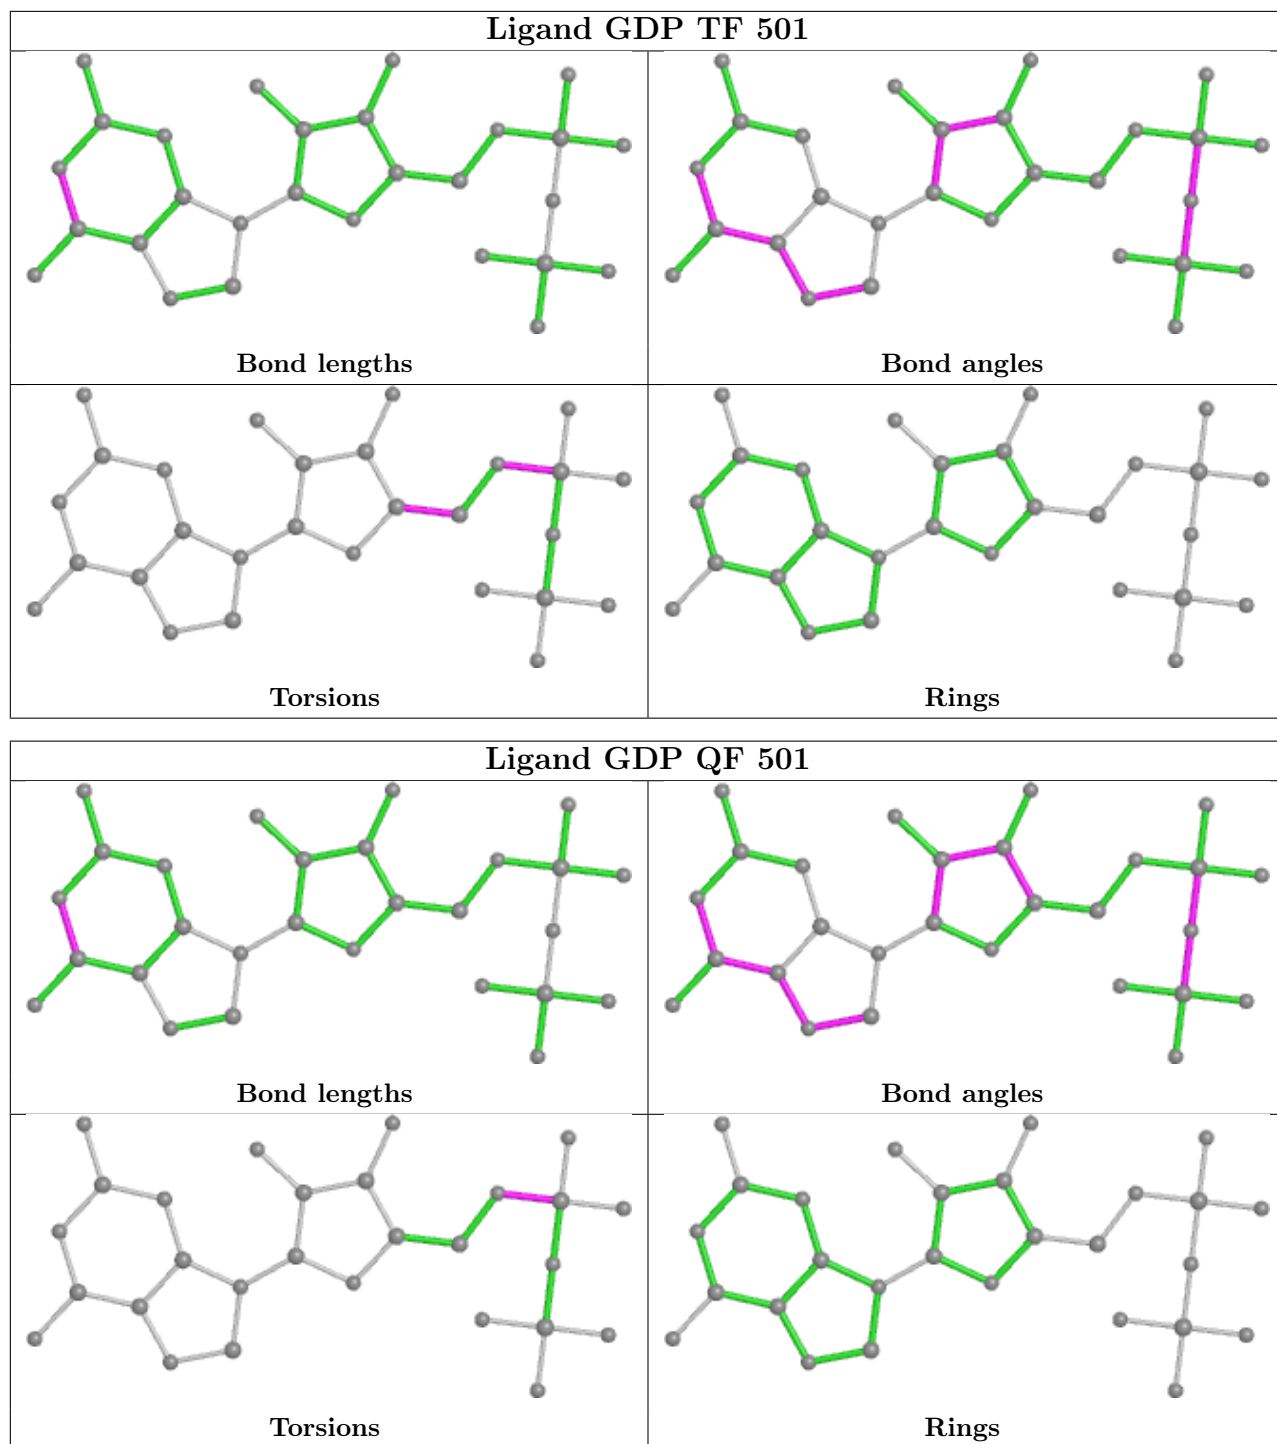 Ligand GDP TF 501
Bond lengths
Bond angles
Torsions
Rings
Ligand GDP QF 501
Bond lengths
Bond angles
Torsions
Rings